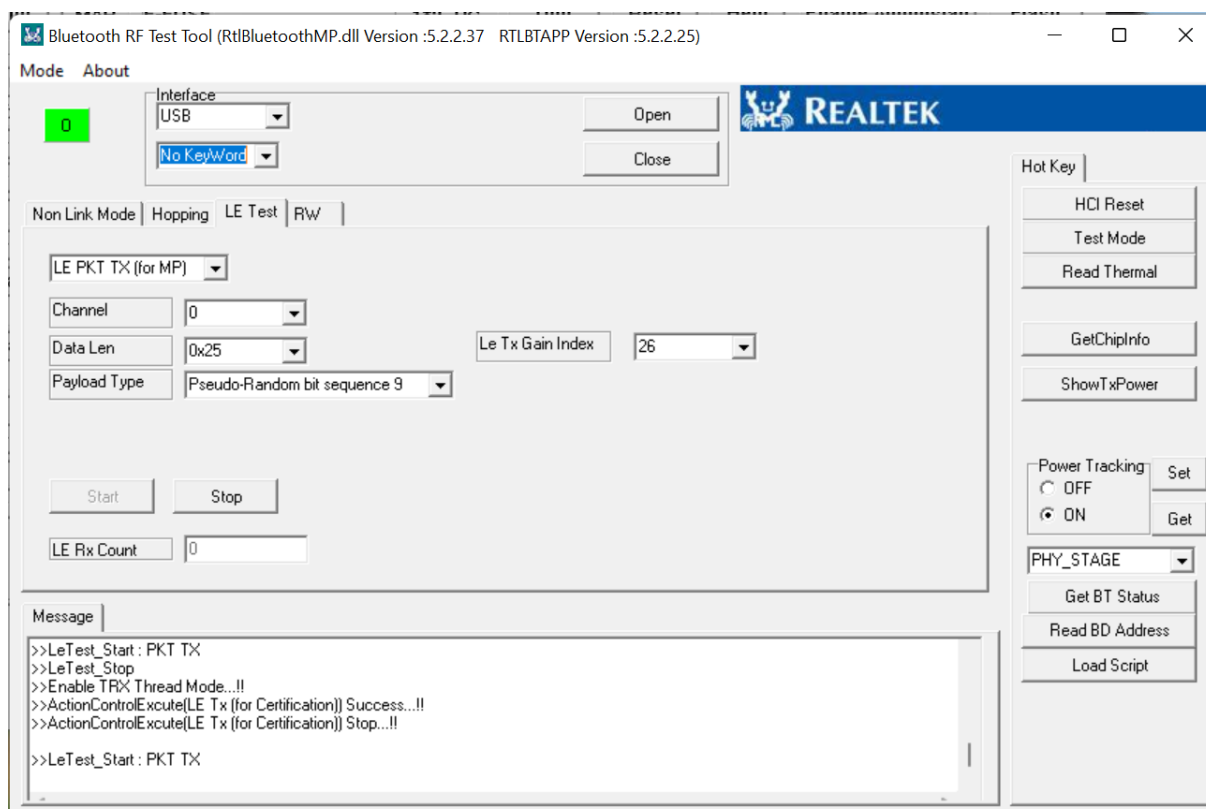 Bluetooth RF Test Tool (RtlBluetoothMP.dll Version :5.2.2.37 RTLBTAPP Version :5.2.2.25)
Mode About
0
Interface
USB
No KeyWord
Open
Close
REALTEK
Non Link Mode Hopping LE Test RW
LE PKT TX (for MP)
Channel 0
Data Len 0x25
Le Tx Gain Index 26
Payload Type Pseudo-Random bit sequence 9
Start Stop
LE Rx Count 0
Hot Key
HCI Reset
Test Mode
Read Thermal
GetChipInfo
ShowTxPower
Power Tracking
OFF
ON
Set
Get
PHY_STAGE
Get BT Status
Read BD Address
Load Script
Message
>>LeTest_Start : PKT TX
>>LeTest_Stop
>>Enable TRX Thread Mode...!!
>>ActionControlExcute(LE Tx (for Certification)) Success...!!
>>ActionControlExcute(LE Tx (for Certification)) Stop...!!
>>LeTest_Start : PKT TX